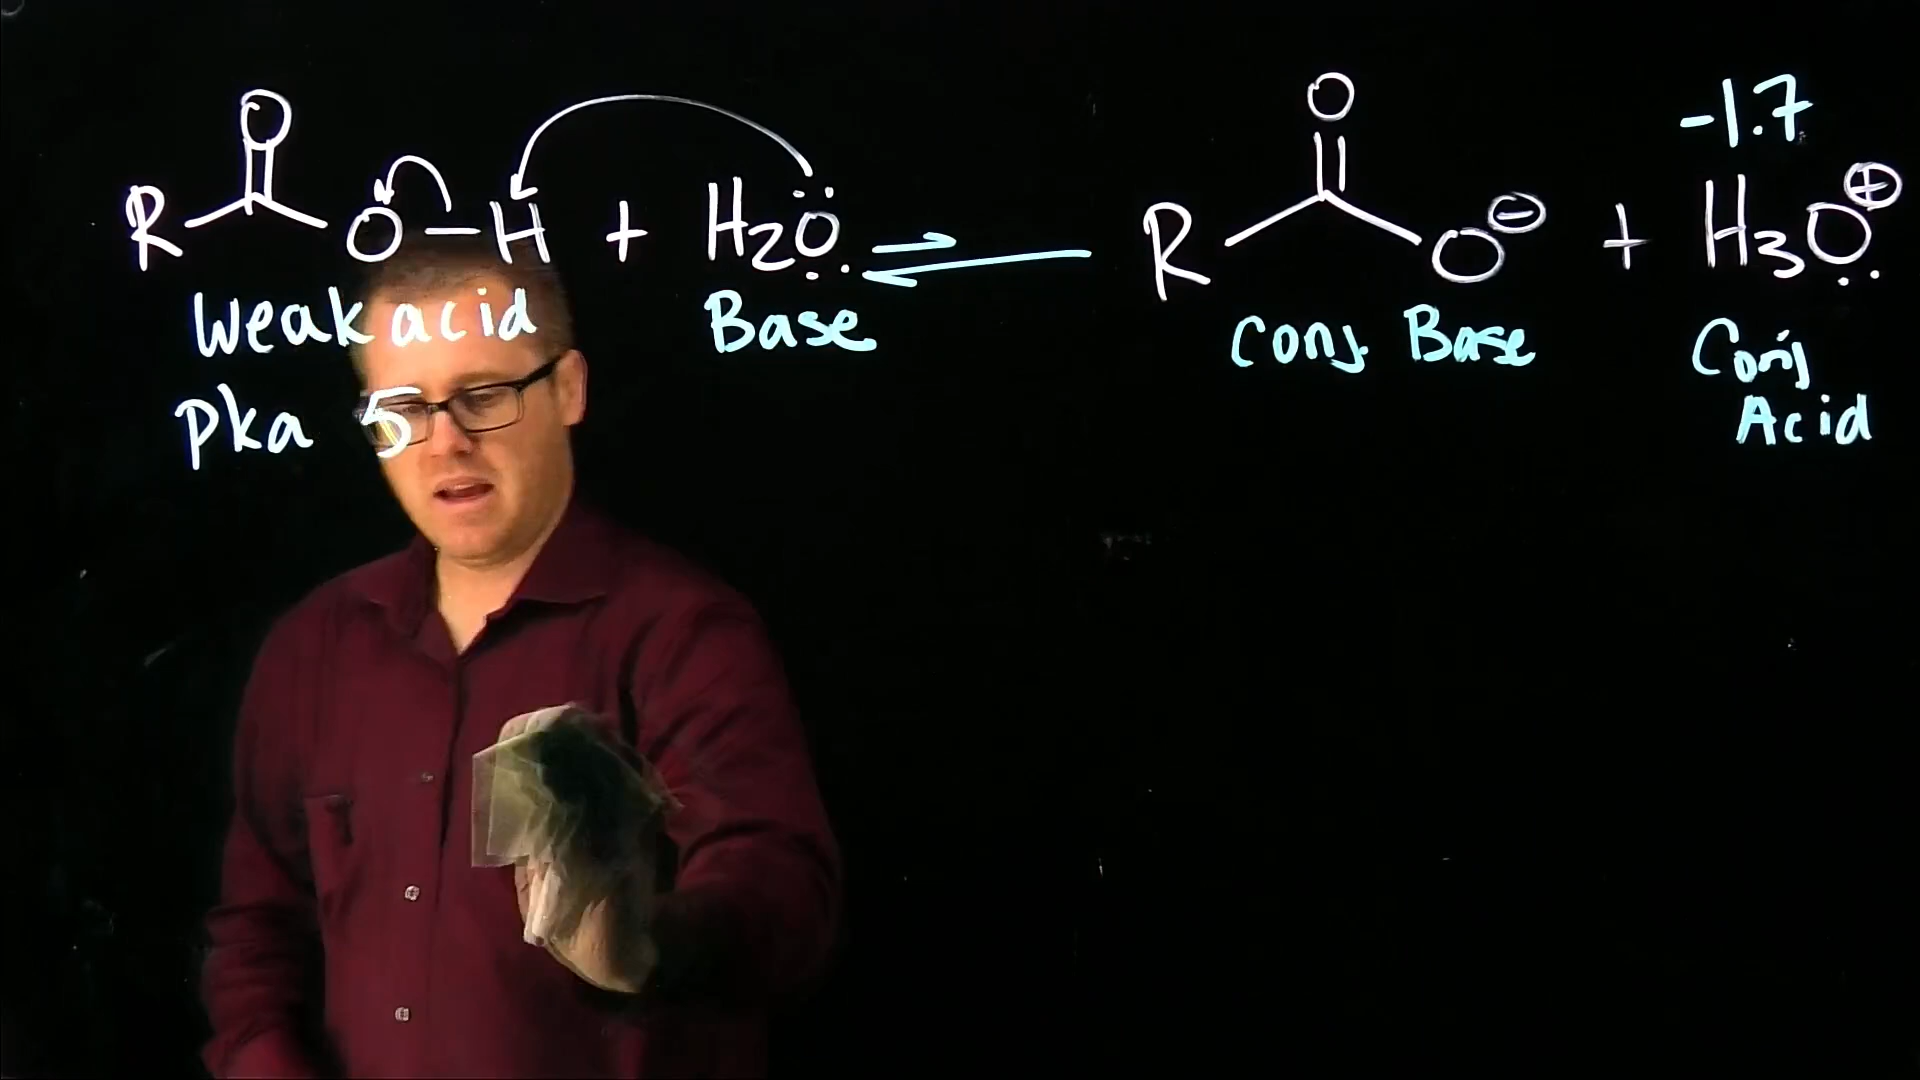 O O -1.7
R O-H + H2O ⇌ R O⊖ + H3O⊕
Weak acid Base Conj. Base Conj
Acid
pka 5